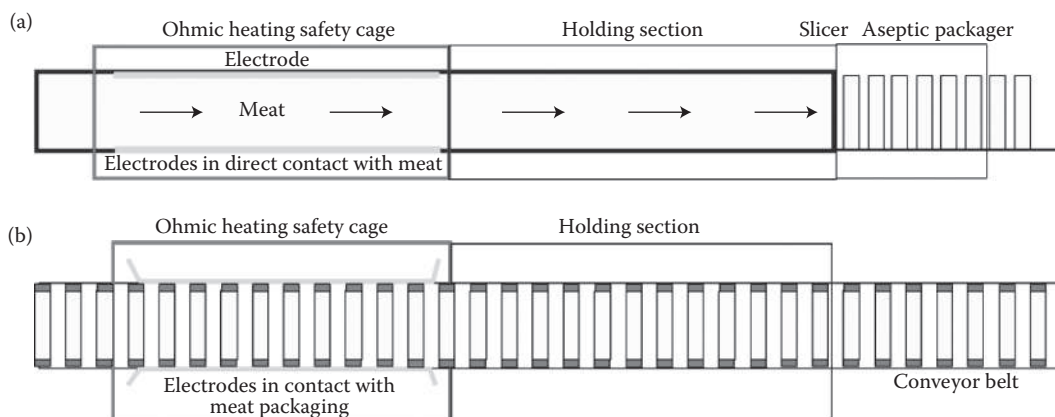 (a)
Ohmic heating safety cage
Holding section
Slicer
Aseptic packager
Electrode
Meat
Electrodes in direct contact with meat
(b)
Ohmic heating safety cage
Holding section
Electrodes in contact with
meat packaging
Conveyor belt